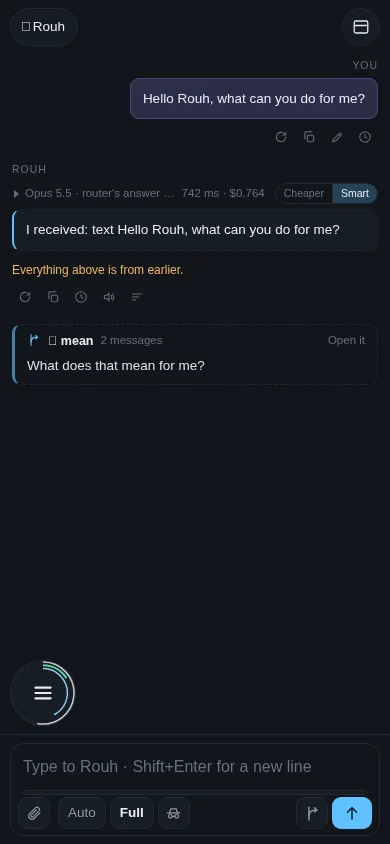 Rouh
YOU
Hello Rouh, what can you do for me?
ROUH
Opus 5.5 · router's answer … 742 ms · $0.764 Cheaper Smart
I received: text Hello Rouh, what can you do for me?
Everything above is from earlier.
mean 2 messages Open it
What does that mean for me?
Type to Rouh · Shift+Enter for a new line
Auto Full